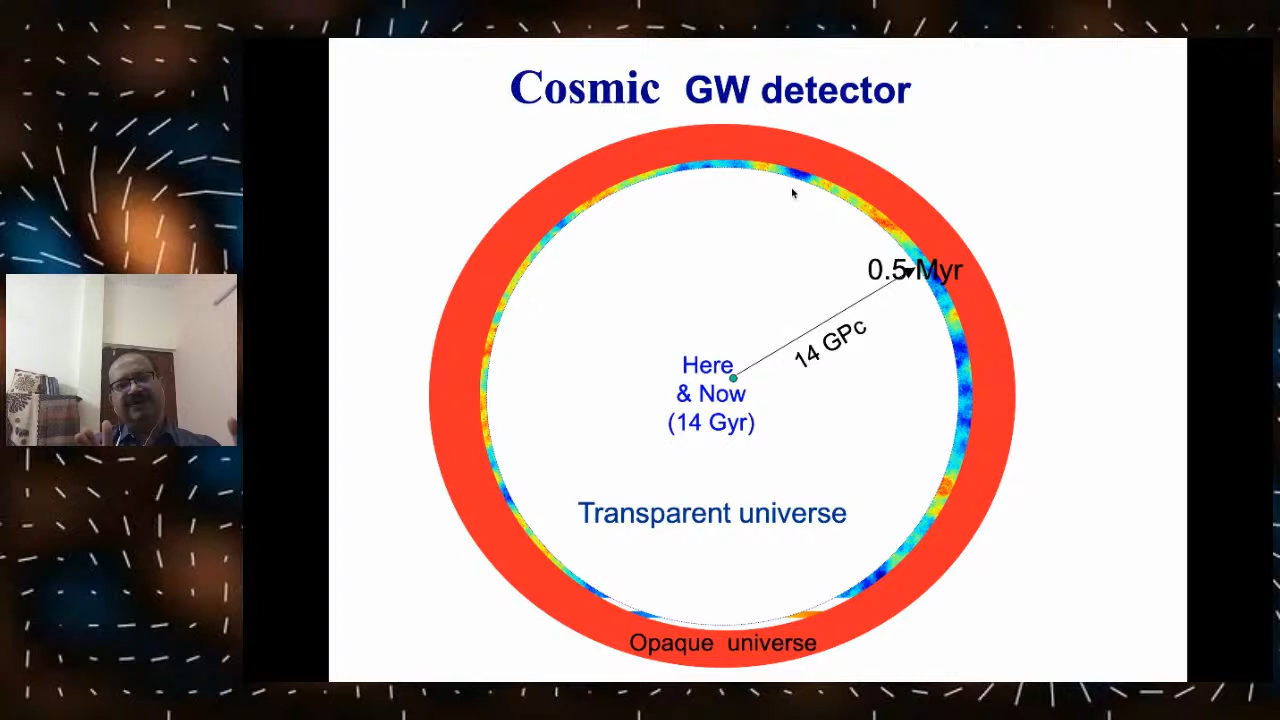 Cosmic GW detector
0.5 Myr
14 GPc
Here
& Now
(14 Gyr)
Transparent universe
Opaque universe